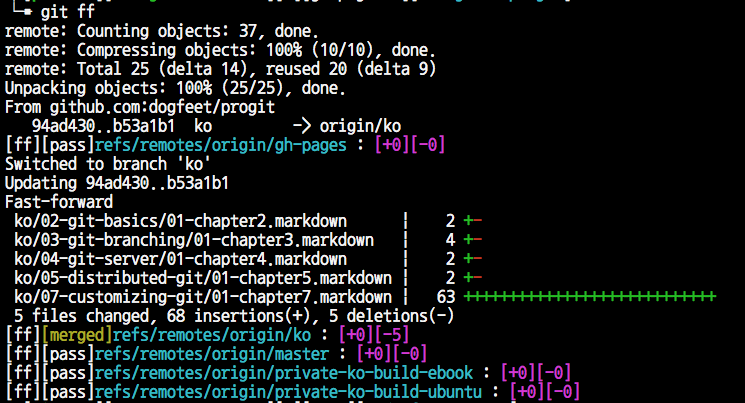 └─► git ff
remote: Counting objects: 37, done.
remote: Compressing objects: 100% (10/10), done.
remote: Total 25 (delta 14), reused 20 (delta 9)
Unpacking objects: 100% (25/25), done.
From github.com:dogfeet/progit
   94ad430..b53a1b1  ko         -> origin/ko
[ff][pass]refs/remotes/origin/gh-pages : [+0][-0]
Switched to branch 'ko'
Updating 94ad430..b53a1b1
Fast-forward
 ko/02-git-basics/01-chapter2.markdown      |    2 +-
 ko/03-git-branching/01-chapter3.markdown   |    4 +-
 ko/04-git-server/01-chapter4.markdown      |    2 +-
 ko/05-distributed-git/01-chapter5.markdown |    2 +-
 ko/07-customizing-git/01-chapter7.markdown |   63 ++++++++++++++++++++++++++++
 5 files changed, 68 insertions(+), 5 deletions(-)
[ff][merged]refs/remotes/origin/ko : [+0][-5]
[ff][pass]refs/remotes/origin/master : [+0][-0]
[ff][pass]refs/remotes/origin/private-ko-build-ebook : [+0][-0]
[ff][pass]refs/remotes/origin/private-ko-build-ubuntu : [+0][-0]